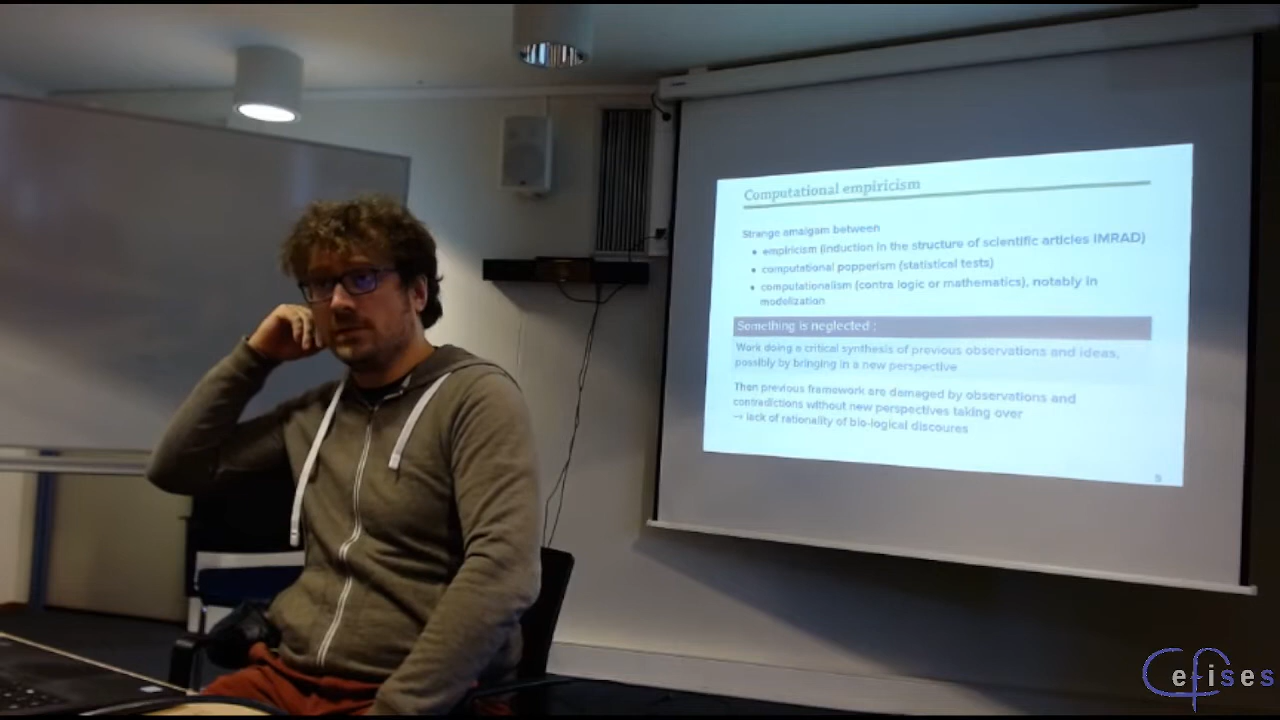 Computational empiricism
Strange amalgam between
• empiricism (induction in the structure of scientific articles IMRAD)
• computational popperism (statistical tests)
• computationalism (contra logic or mathematics), notably in
modelization
Something is neglected :
Work doing a critical synthesis of previous observations and ideas,
possibly by bringing in a new perspective
Then previous framework are damaged by observations and
contradictions without new perspectives taking over
→ lack of rationality of bio-logical discoures
5
Cefises